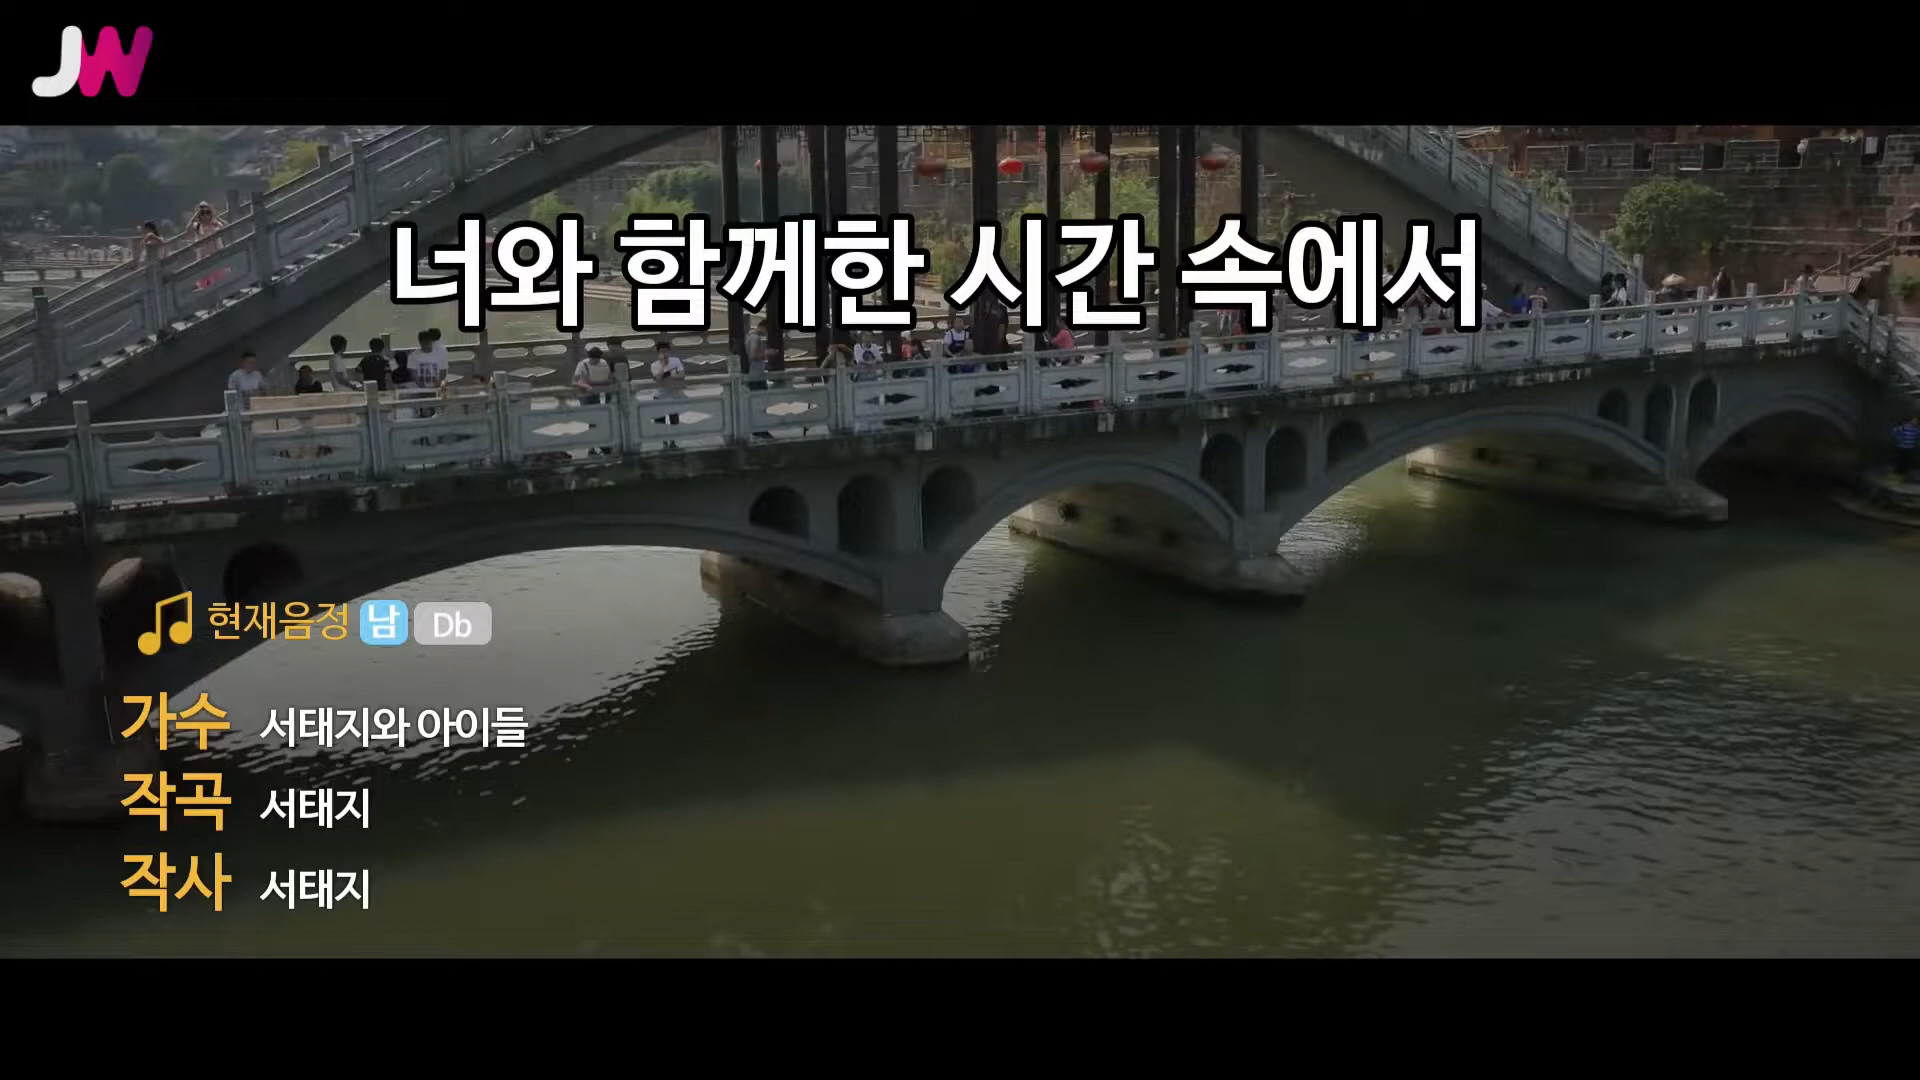 JW
너와 함께한 시간 속에서
현재음정 남 Db
가수 서태지와 아이들
작곡 서태지
작사 서태지